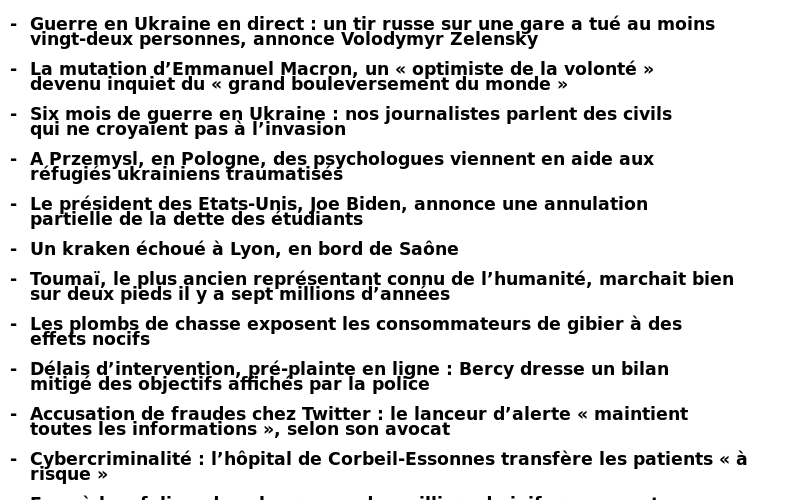 - Guerre en Ukraine en direct : un tir russe sur une gare a tué au moins
vingt-deux personnes, annonce Volodymyr Zelensky
- La mutation d’Emmanuel Macron, un « optimiste de la volonté »
devenu inquiet du « grand bouleversement du monde »
- Six mois de guerre en Ukraine : nos journalistes parlent des civils
qui ne croyaient pas à l’invasion
- A Przemysl, en Pologne, des psychologues viennent en aide aux
réfugiés ukrainiens traumatisés
- Le président des Etats-Unis, Joe Biden, annonce une annulation
partielle de la dette des étudiants
- Un kraken échoué à Lyon, en bord de Saône
- Toumaï, le plus ancien représentant connu de l’humanité, marchait bien
sur deux pieds il y a sept millions d’années
- Les plombs de chasse exposent les consommateurs de gibier à des
effets nocifs
- Délais d’intervention, pré-plainte en ligne : Bercy dresse un bilan
mitigé des objectifs affichés par la police
- Accusation de fraudes chez Twitter : le lanceur d’alerte « maintient
toutes les informations », selon son avocat
- Cybercriminalité : l’hôpital de Corbeil-Essonnes transfère les patients « à
risque »